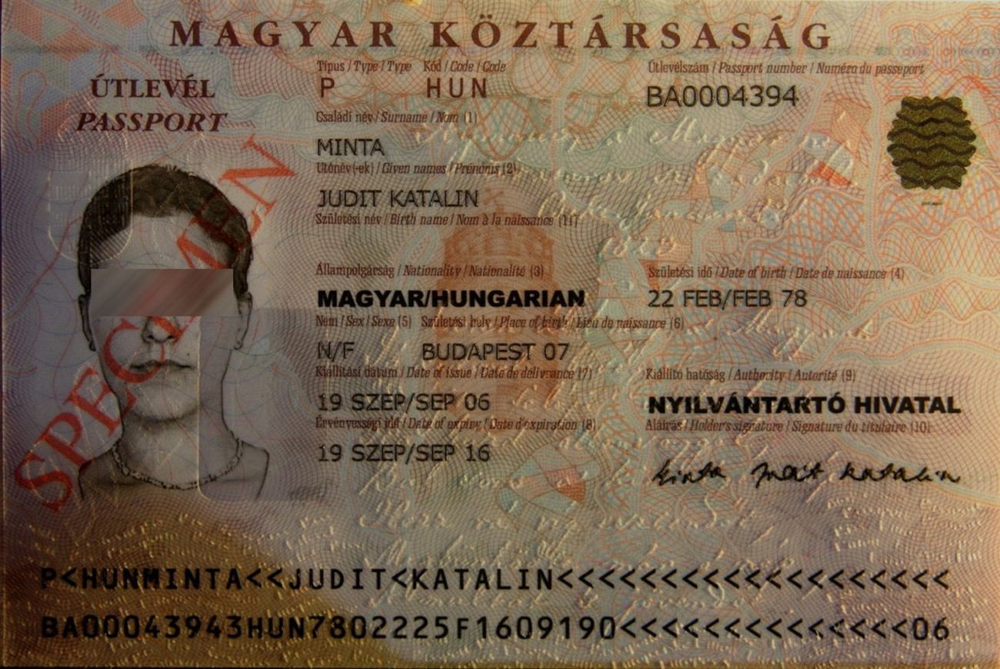 MAGYAR KÖZTÁRSASÁG
ÚTLEVÉL
PASSPORT
Típus / Type / Type Kód / Code / Code
P HUN
Útlevélszám / Passport number / Numéro du passeport
BA0004394
Családi név / Surname / Nom (1)
MINTA
Utónév(-ek) / Given names / Prénoms (2)
JUDIT KATALIN
Születési név / Birth name / Nom à la naissance (11)
Állampolgárság / Nationality / Nationalité (3)
MAGYAR/HUNGARIAN
Születési idő / Date of birth / Date de naissance (4)
22 FEB/FEB 78
Nem / Sex / Sexe (5) Születési hely / Place of birth / Lieu de naissance (6)
N/F BUDAPEST 07
Kiállítási dátum / Date of issue / Date de délivrance (7)
19 SZEP/SEP 06
Kiállító hatóság / Authority / Autorité (9)
NYILVÁNTARTÓ HIVATAL
Érvényességi idő / Date of expiry / Date d'expiration (8)
19 SZEP/SEP 16
Aláírás / Holder's signature / Signature du titulaire (10)
Minta Judit Katalin
SPECIMEN
P<HUNMINTA<<JUDIT<KATALIN<<<<<<<<<<<<<<<<<<<
BA00043943HUN7802225F1609190<<<<<<<<<<<<<<06